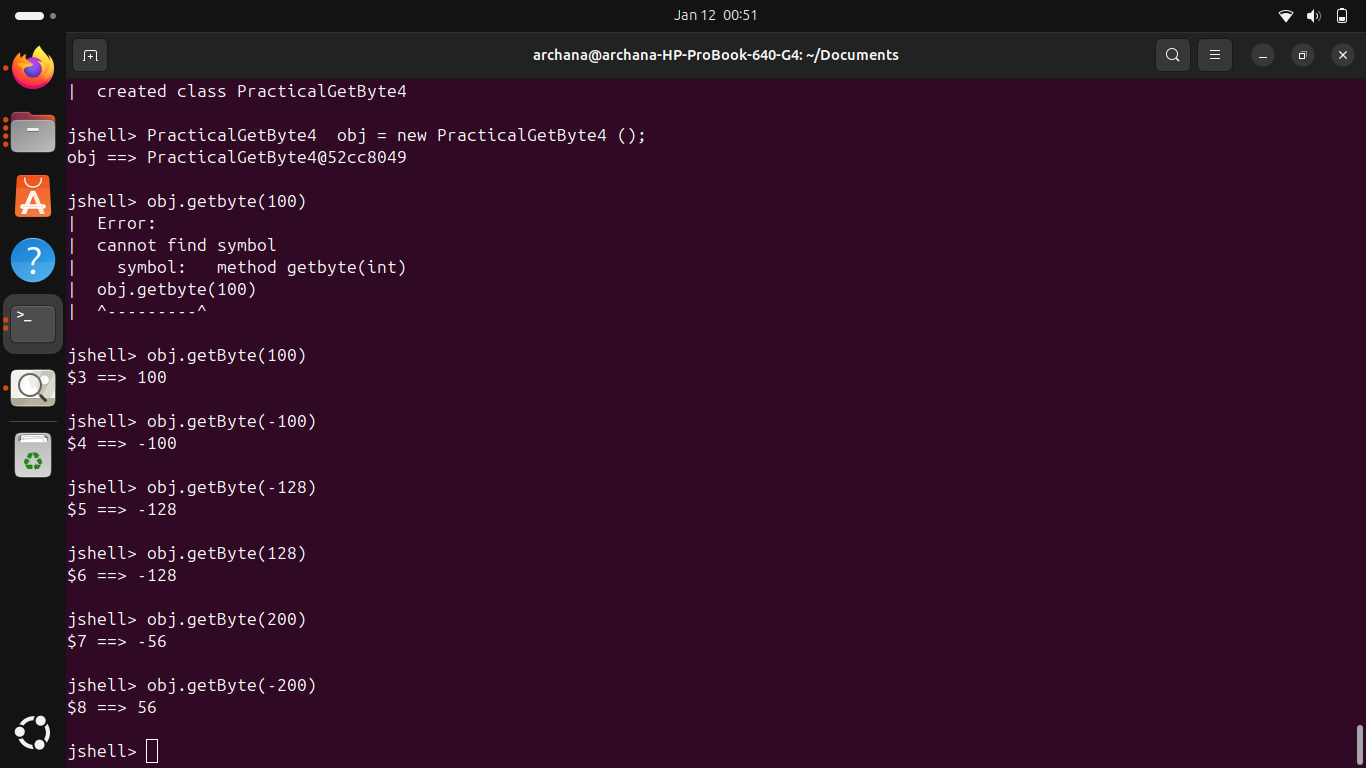 Jan 12  00:51
archana@archana-HP-ProBook-640-G4: ~/Documents
|  created class PracticalGetByte4
jshell> PracticalGetByte4  obj = new PracticalGetByte4 ();
obj ==> PracticalGetByte4@52cc8049
jshell> obj.getbyte(100)
|  Error:
|  cannot find symbol
|    symbol:   method getbyte(int)
|  obj.getbyte(100)
|  ^---------^
jshell> obj.getByte(100)
$3 ==> 100
jshell> obj.getByte(-100)
$4 ==> -100
jshell> obj.getByte(-128)
$5 ==> -128
jshell> obj.getByte(128)
$6 ==> -128
jshell> obj.getByte(200)
$7 ==> -56
jshell> obj.getByte(-200)
$8 ==> 56
jshell>